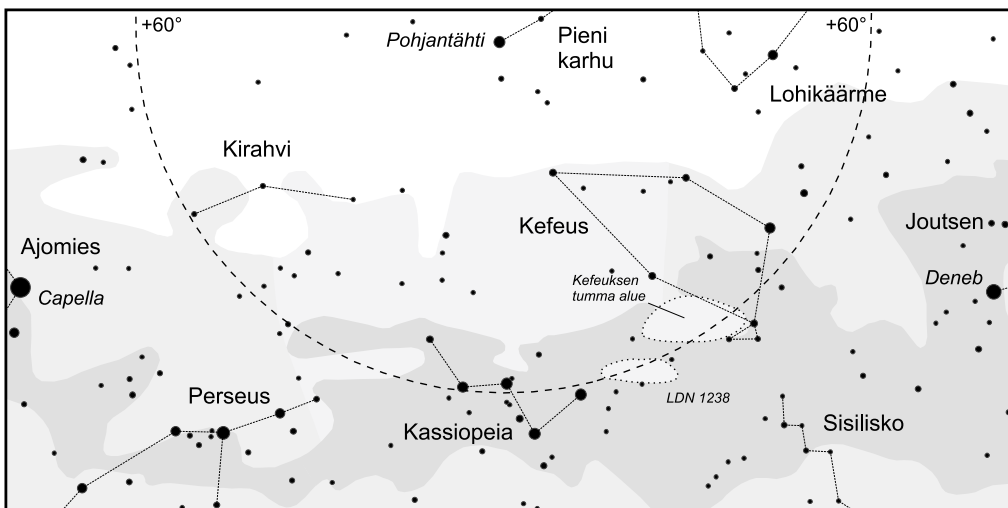 +60°
+60°
Pohjantähti
Pieni
karhu
Lohikäärme
Kirahvi
Kefeus
Joutsen
Ajomies
Kefeuksen
tumma alue
Deneb
Capella
Perseus
LDN 1238
Kassiopeia
Sisilisko